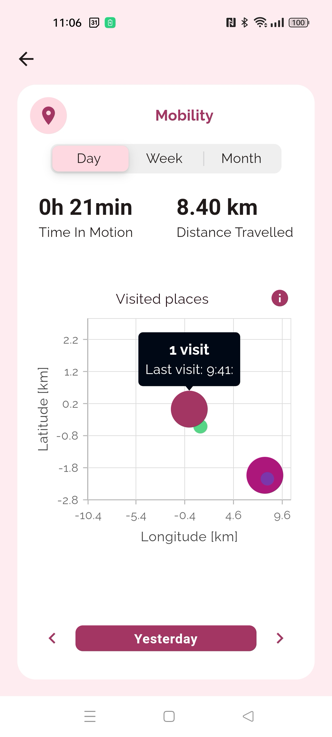 11:06 31 100
Mobility
Day Week Month
0h 21min 8.40 km
Time In Motion Distance Travelled
Visited places
1 visit
Last visit: 9:41:
Latitude [km]
2.2
1.2
0.2
-0.8
-1.8
-2.8
-10.4 -5.4 -0.4 4.6 9.6
Longitude [km]
Yesterday